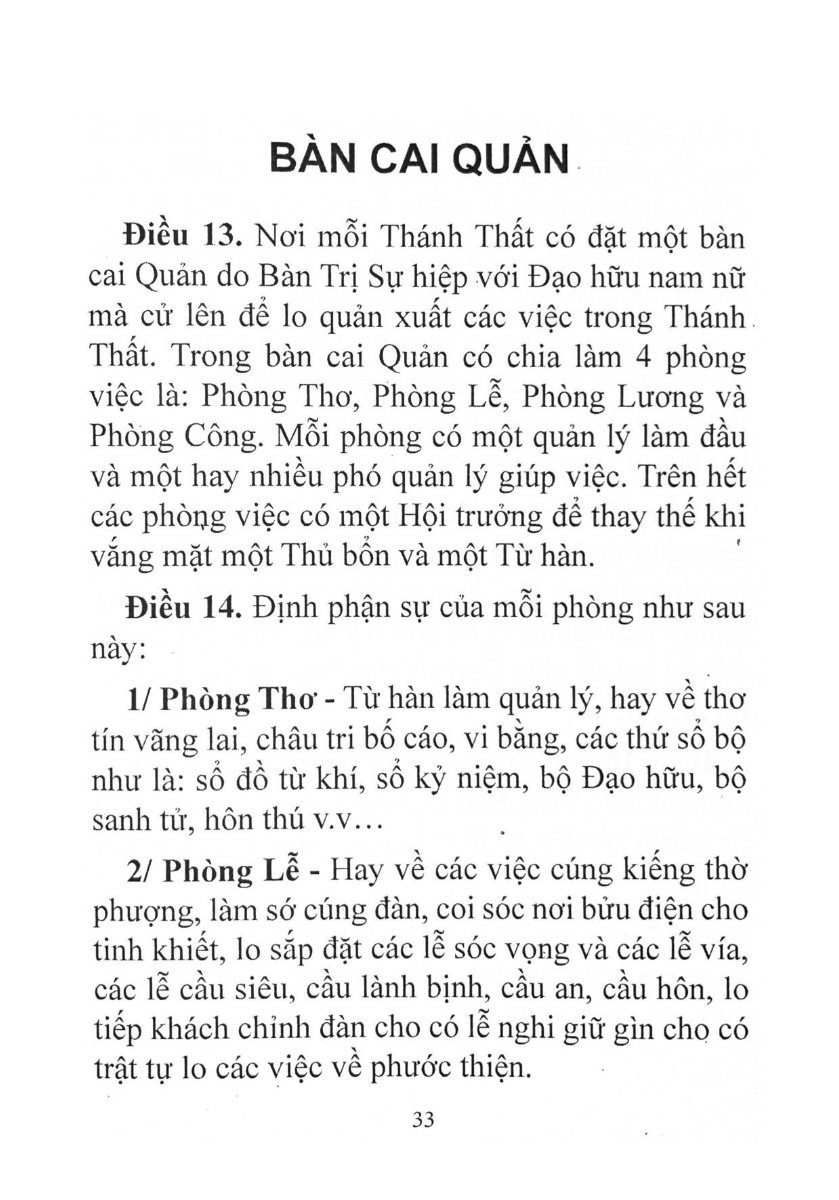 BÀN CAI QUẢN
Điều 13. Nơi mỗi Thánh Thất có đặt một bàn
cai Quản do Bàn Trị Sự hiệp với Đạo hữu nam nữ
mà cử lên để lo quản xuất các việc trong Thánh
Thất. Trong bàn cai Quản có chia làm 4 phòng
việc là: Phòng Thơ, Phòng Lễ, Phòng Lương và
Phòng Công. Mỗi phòng có một quản lý làm đầu
và một hay nhiều phó quản lý giúp việc. Trên hết
các phòng việc có một Hội trưởng để thay thế khi
vắng mặt một Thủ bổn và một Từ hàn.
Điều 14. Định phận sự của mỗi phòng như sau
này:
1/ Phòng Thơ - Từ hàn làm quản lý, hay về thơ
tín vãng lai, châu tri bố cáo, vi bằng, các thứ sổ bộ
như là: sổ đồ từ khí, sổ kỷ niệm, bộ Đạo hữu, bộ
sanh tử, hôn thú v.v...
2/ Phòng Lễ - Hay về các việc cúng kiếng thờ
phượng, làm sớ cúng đàn, coi sóc nơi bửu điện cho
tinh khiết, lo sắp đặt các lễ sóc vọng và các lễ vía,
các lễ cầu siêu, cầu lành bịnh, cầu an, cầu hôn, lo
tiếp khách chỉnh đàn cho có lễ nghi giữ gìn cho có
trật tự lo các việc về phước thiện.
33